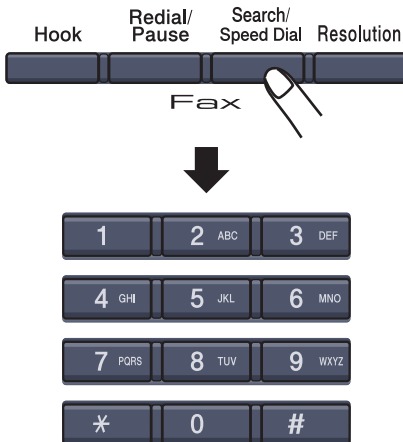 Hook Redial/ Pause Search/ Speed Dial Resolution
Fax
1 2 ABC 3 DEF
4 GHI 5 JKL 6 MNO
7 PQRS 8 TUV 9 WXYZ
* 0 #